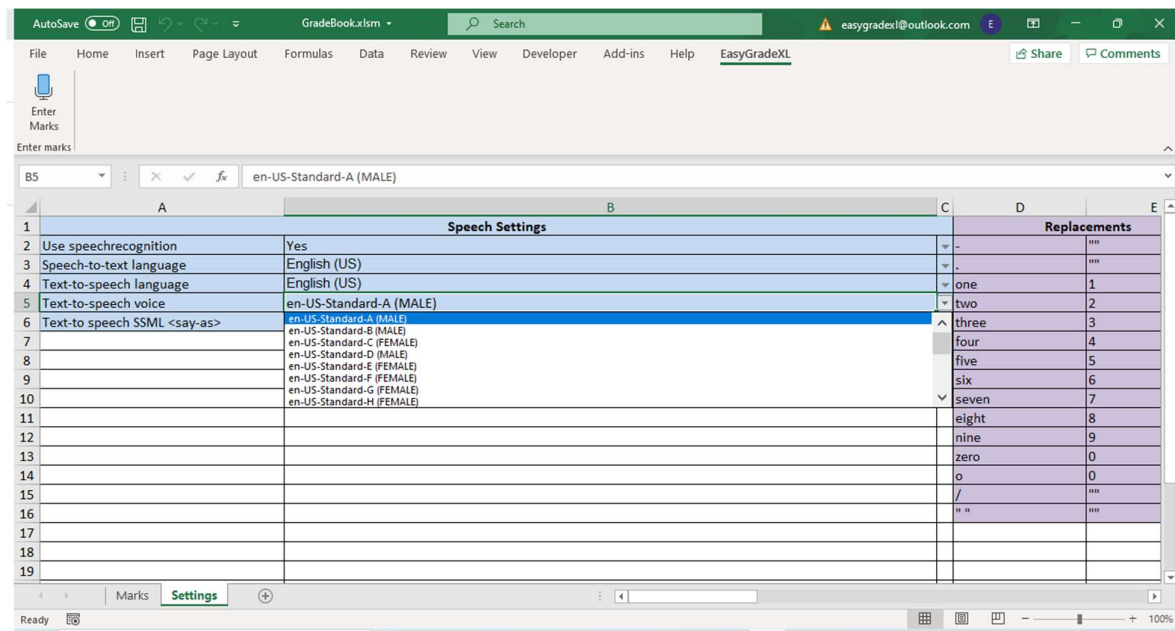 AutoSave Off GradeBook.xlsm Search easygradexl@outlook.com E
File Home Insert Page Layout Formulas Data Review View Developer Add-ins Help EasyGradeXL Share Comments
Enter
Marks
Enter marks
B5 fx en-US-Standard-A (MALE)
A B C D E
1 Speech Settings Replacements
2 Use speechrecognition Yes - ""
3 Speech-to-text language English (US) . ""
4 Text-to-speech language English (US) one 1
5 Text-to-speech voice en-US-Standard-A (MALE) two 2
6 Text-to speech SSML <say-as> en-US-Standard-A (MALE) three 3
en-US-Standard-B (MALE)
7 en-US-Standard-C (FEMALE) four 4
8 en-US-Standard-D (MALE) five 5
en-US-Standard-E (FEMALE)
9 en-US-Standard-F (FEMALE) six 6
en-US-Standard-G (FEMALE)
10 en-US-Standard-H (FEMALE) seven 7
11 eight 8
12 nine 9
13 zero 0
14 o 0
15 / ""
16 " " ""
17
18
19
Marks Settings
Ready 100%